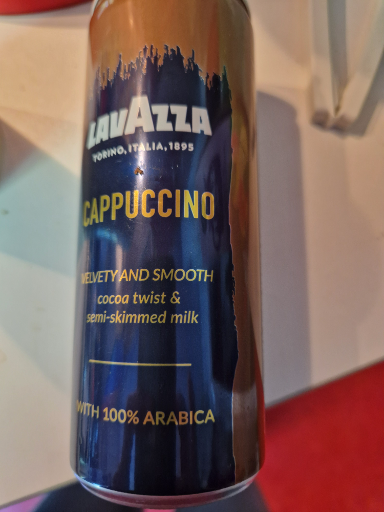 LAVAZZA
TORINO, ITALIA, 1895
CAPPUCCINO
VELVETY AND SMOOTH
cocoa twist &
semi-skimmed milk
WITH 100% ARABICA